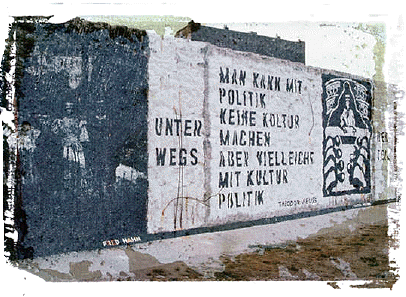 UNTER
WEGS
MAN KANN MIT
POLITIK
KEINE KULTUR
MACHEN
ABER VIELLEICHT
MIT KULTUR
POLITIK
THEODOR HEUSS